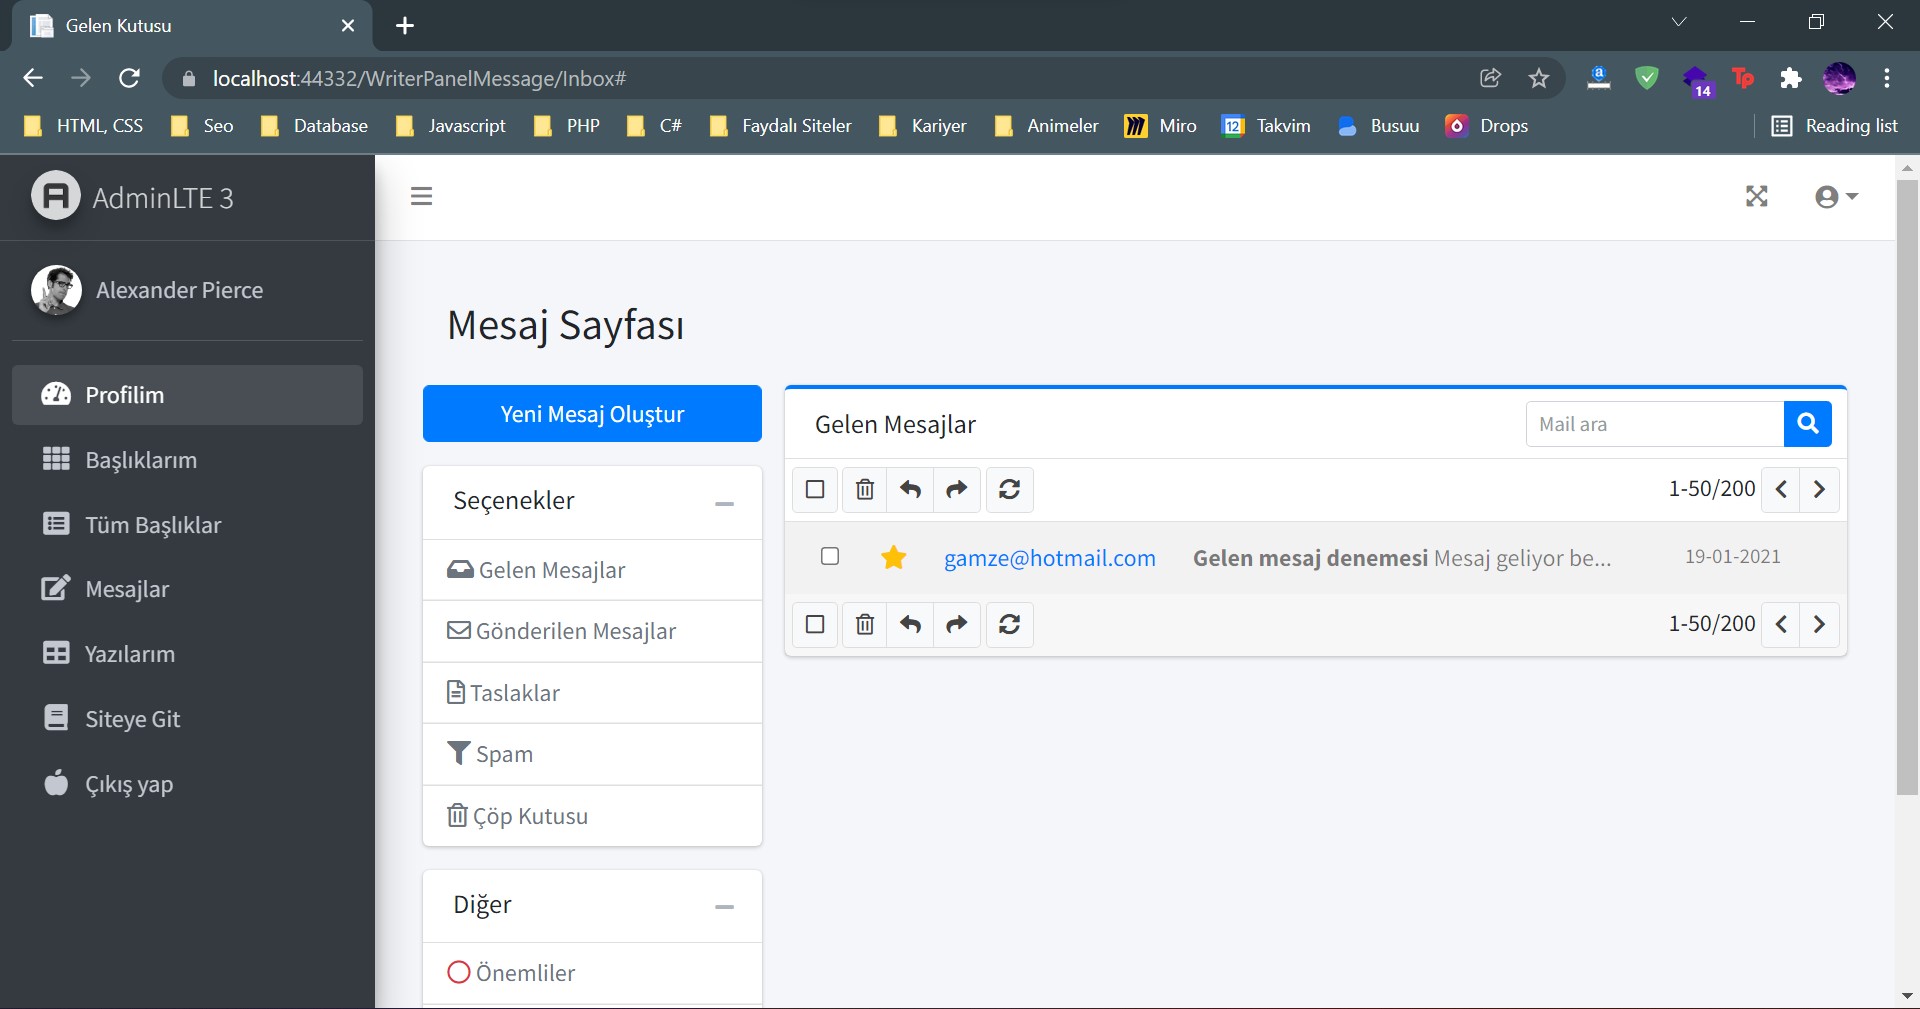 Gelen Kutusu
localhost:44332/WriterPanelMessage/Inbox#
14
HTML, CSS Seo Database Javascript PHP C# Faydalı Siteler Kariyer Animeler Miro 12 Takvim Busuu Drops Reading list
AdminLTE 3
Alexander Pierce
Profilim
Başlıklarım
Tüm Başlıklar
Mesajlar
Yazılarım
Siteye Git
Çıkış yap
Mesaj Sayfası
Yeni Mesaj Oluştur
Seçenekler
Gelen Mesajlar
Gönderilen Mesajlar
Taslaklar
Spam
Çöp Kutusu
Diğer
Önemliler
Gelen Mesajlar
Mail ara
1-50/200
gamze@hotmail.com Gelen mesaj denemesi Mesaj geliyor be... 19-01-2021
1-50/200